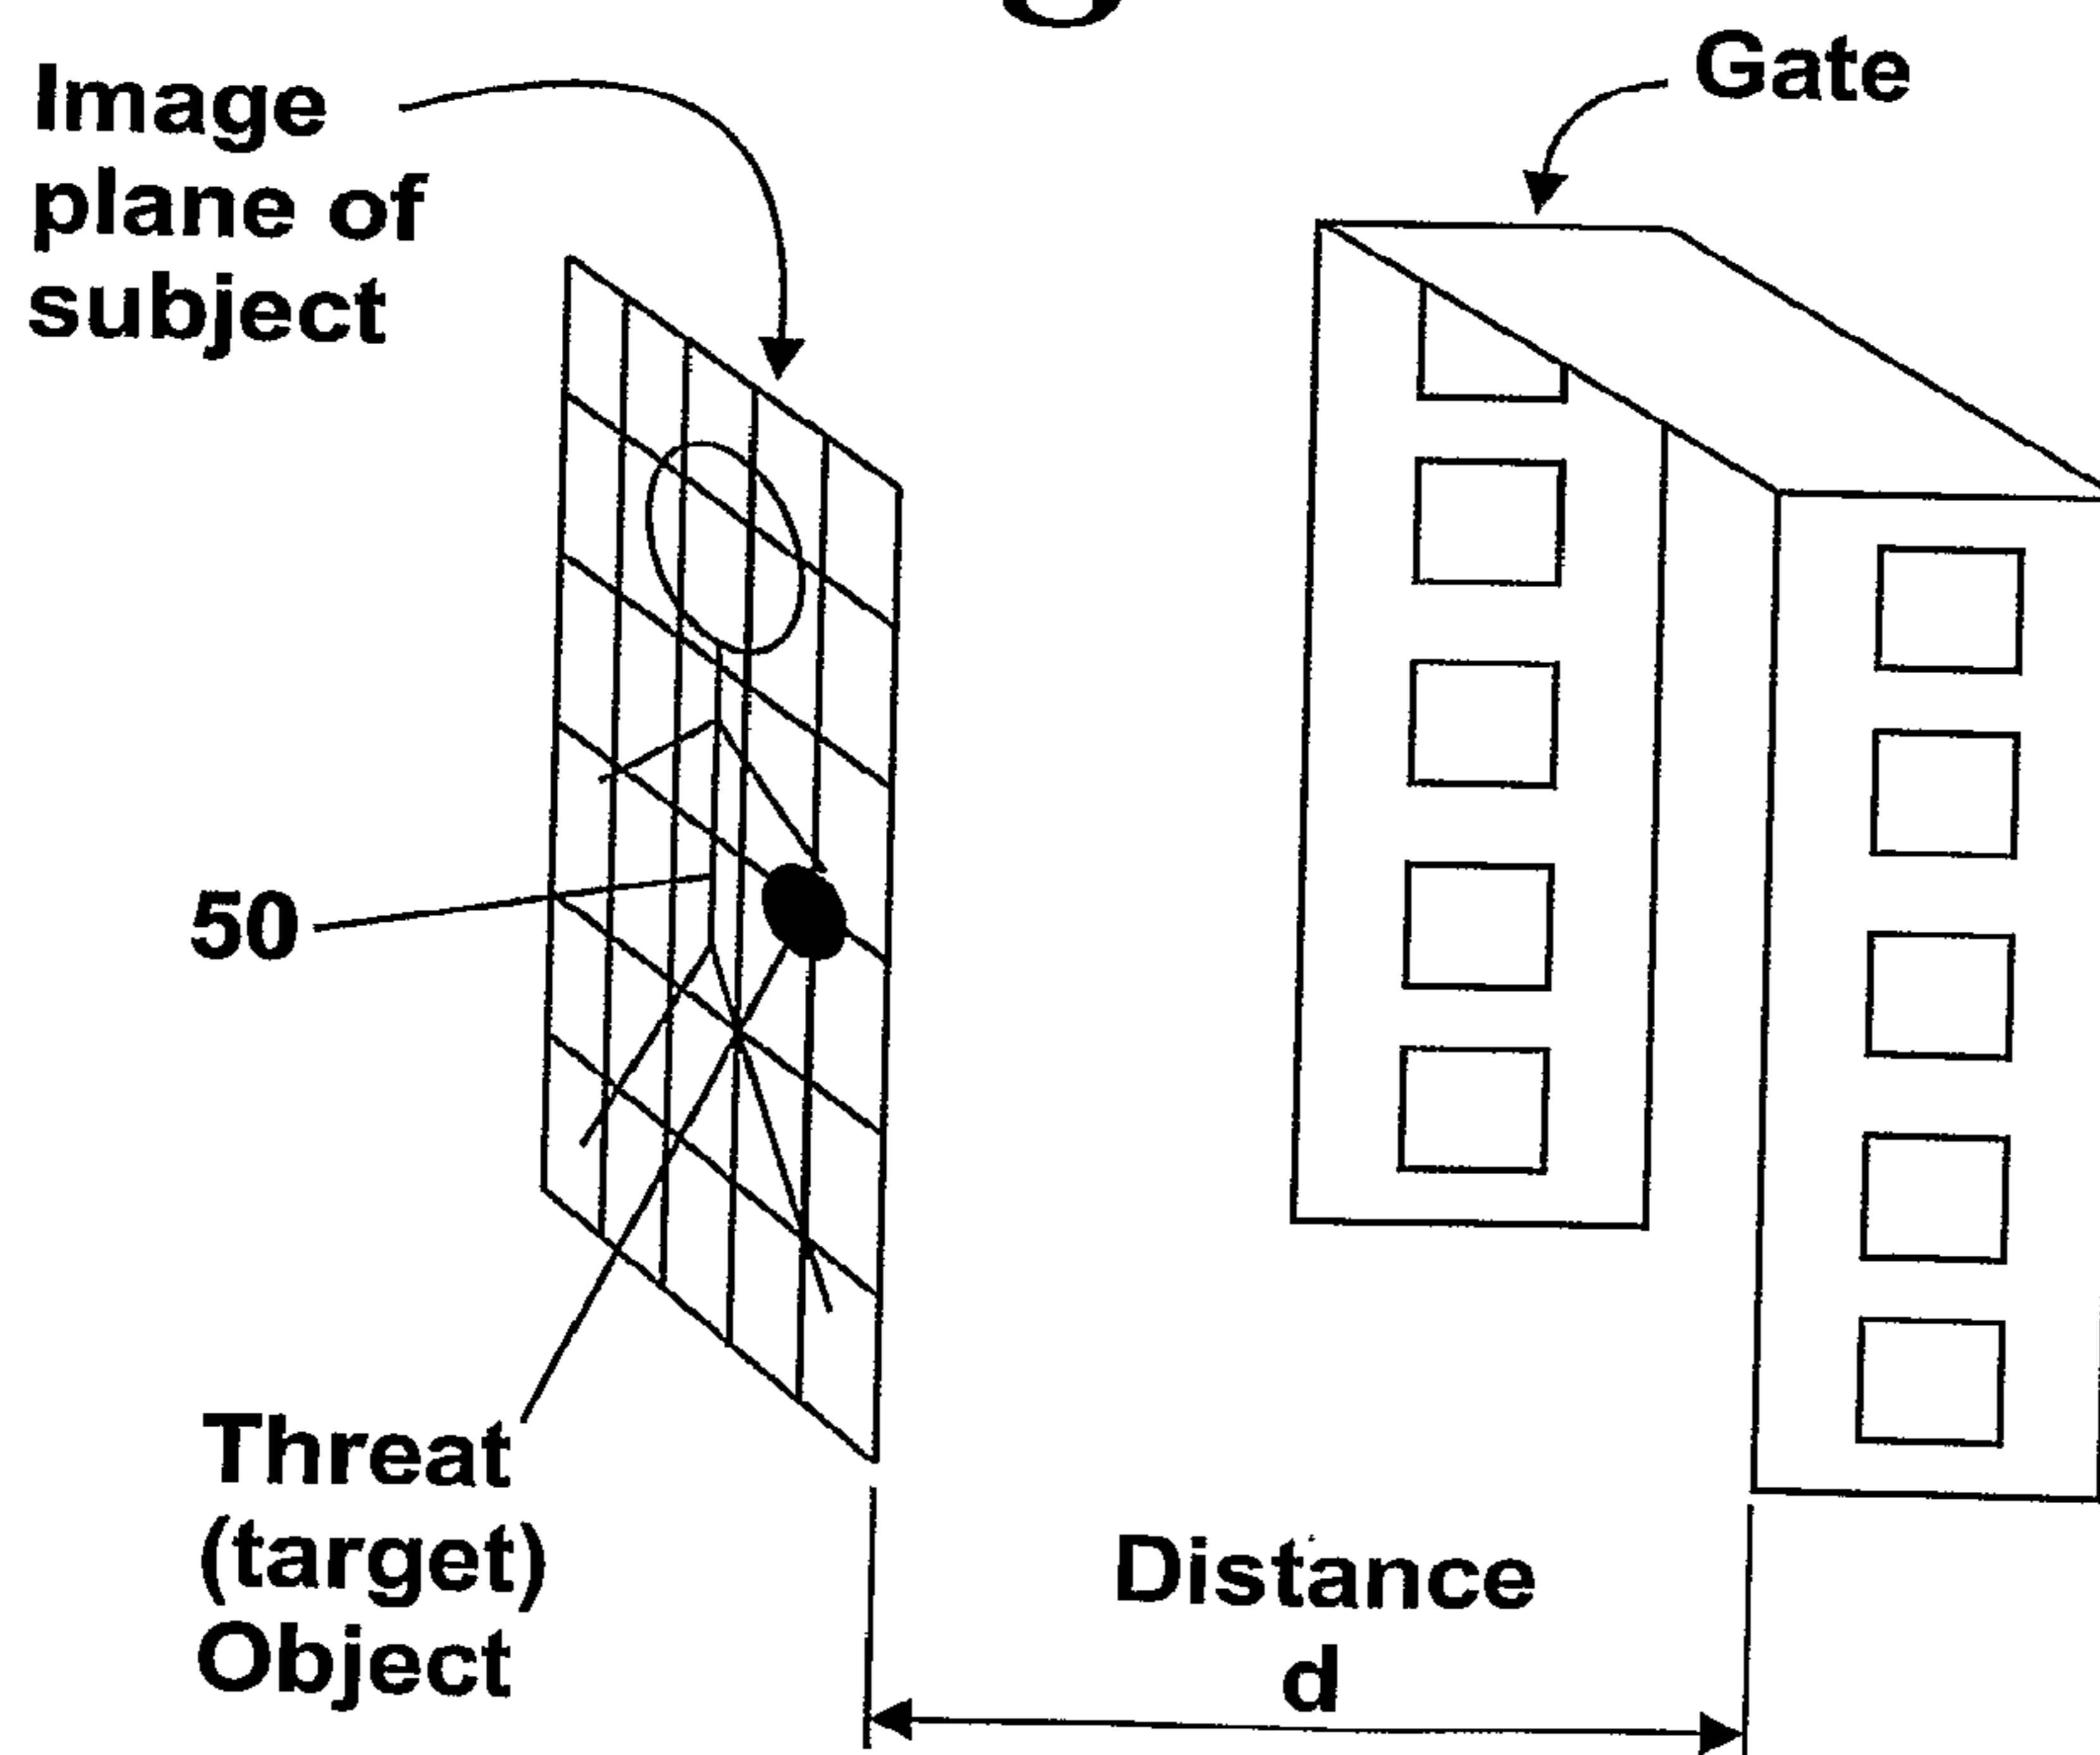 Image
plane of
subject
Gate
50
Threat
(target)
Object
Distance
d